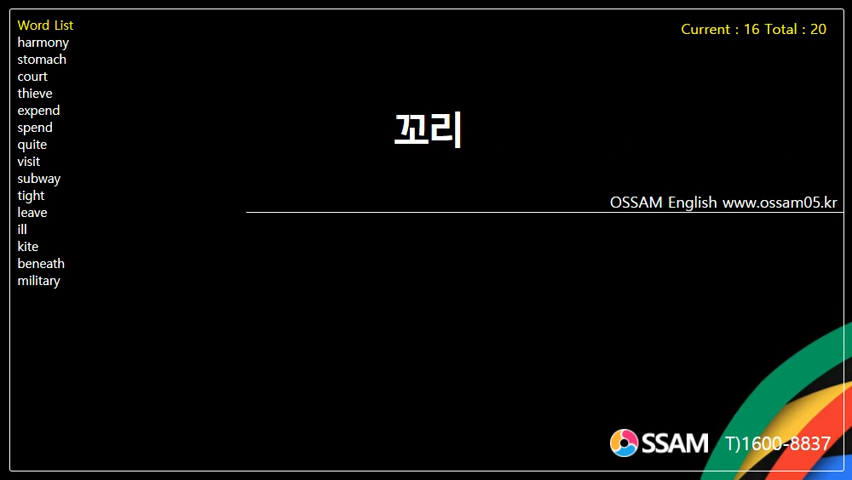 Word List
harmony
stomach
court
thieve
expend
spend
quite
visit
subway
tight
leave
ill
kite
beneath
military
Current : 16 Total : 20
꼬리
OSSAM English www.ossam05.kr
OSSAM T)1600-8837